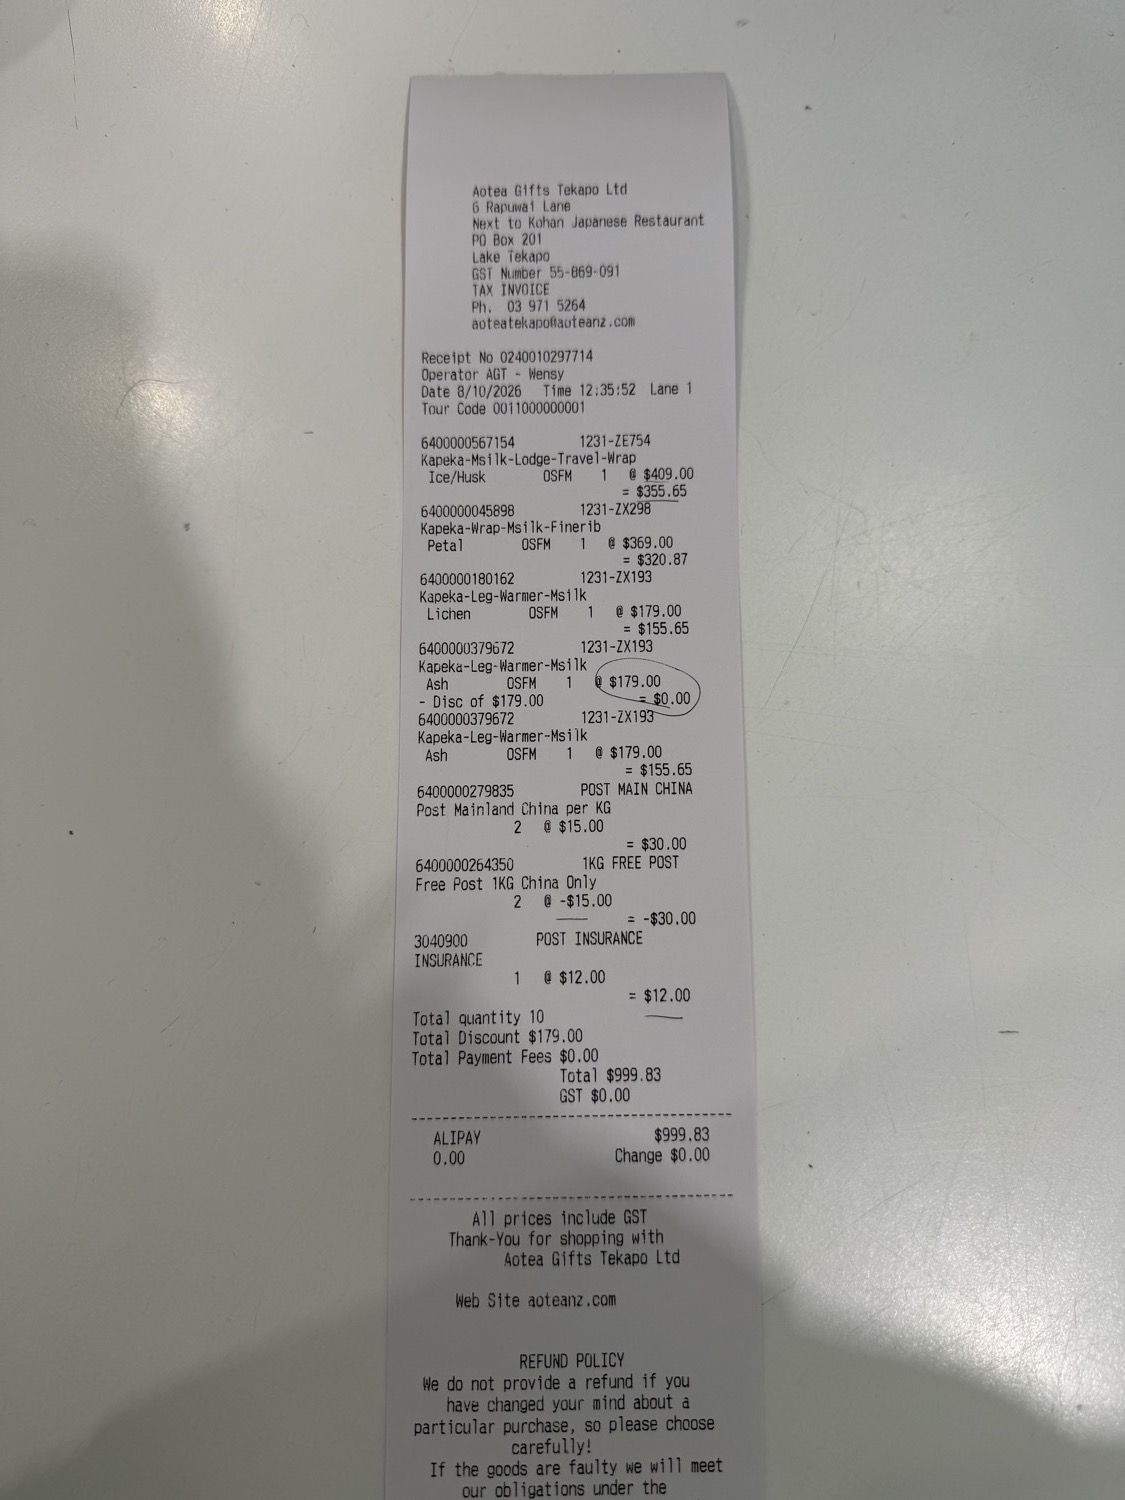 Aotea Gifts Tekapo Ltd
6 Rapuwai Lane
Next to Kohan Japanese Restaurant
PO Box 201
Lake Tekapo
GST Number 55-869-091
TAX INVOICE
Ph. 03 971 5264
aoteatekapo@aoteanz.com
Receipt No 0240010297714
Operator AGT - Wensy
Date 8/10/2026 Time 12:35:52 Lane 1
Tour Code 0011000000001
6400000567154 1231-ZE754
Kapeka-Msilk-Lodge-Travel-Wrap
Ice/Husk OSFM 1 @ $409.00
= $355.65
6400000045898 1231-ZX298
Kapeka-Wrap-Msilk-Finerib
Petal OSFM 1 @ $369.00
= $320.87
6400000180162 1231-ZX193
Kapeka-Leg-Warmer-Msilk
Lichen OSFM 1 @ $179.00
= $155.65
6400000379672 1231-ZX193
Kapeka-Leg-Warmer-Msilk
Ash OSFM 1 @ $179.00
- Disc of $179.00 = $0.00
6400000379672 1231-ZX193
Kapeka-Leg-Warmer-Msilk
Ash OSFM 1 @ $179.00
= $155.65
6400000279835 POST MAIN CHINA
Post Mainland China per KG
2 @ $15.00
= $30.00
6400000264350 1KG FREE POST
Free Post 1KG China Only
2 @ -$15.00
= -$30.00
3040900 POST INSURANCE
INSURANCE
1 @ $12.00
= $12.00
Total quantity 10
Total Discount $179.00
Total Payment Fees $0.00
Total $999.83
GST $0.00
ALIPAY $999.83
0.00 Change $0.00
All prices include GST
Thank-You for shopping with
Aotea Gifts Tekapo Ltd
Web Site aoteanz.com
REFUND POLICY
We do not provide a refund if you
have changed your mind about a
particular purchase, so please choose
carefully!
If the goods are faulty we will meet
our obligations under the